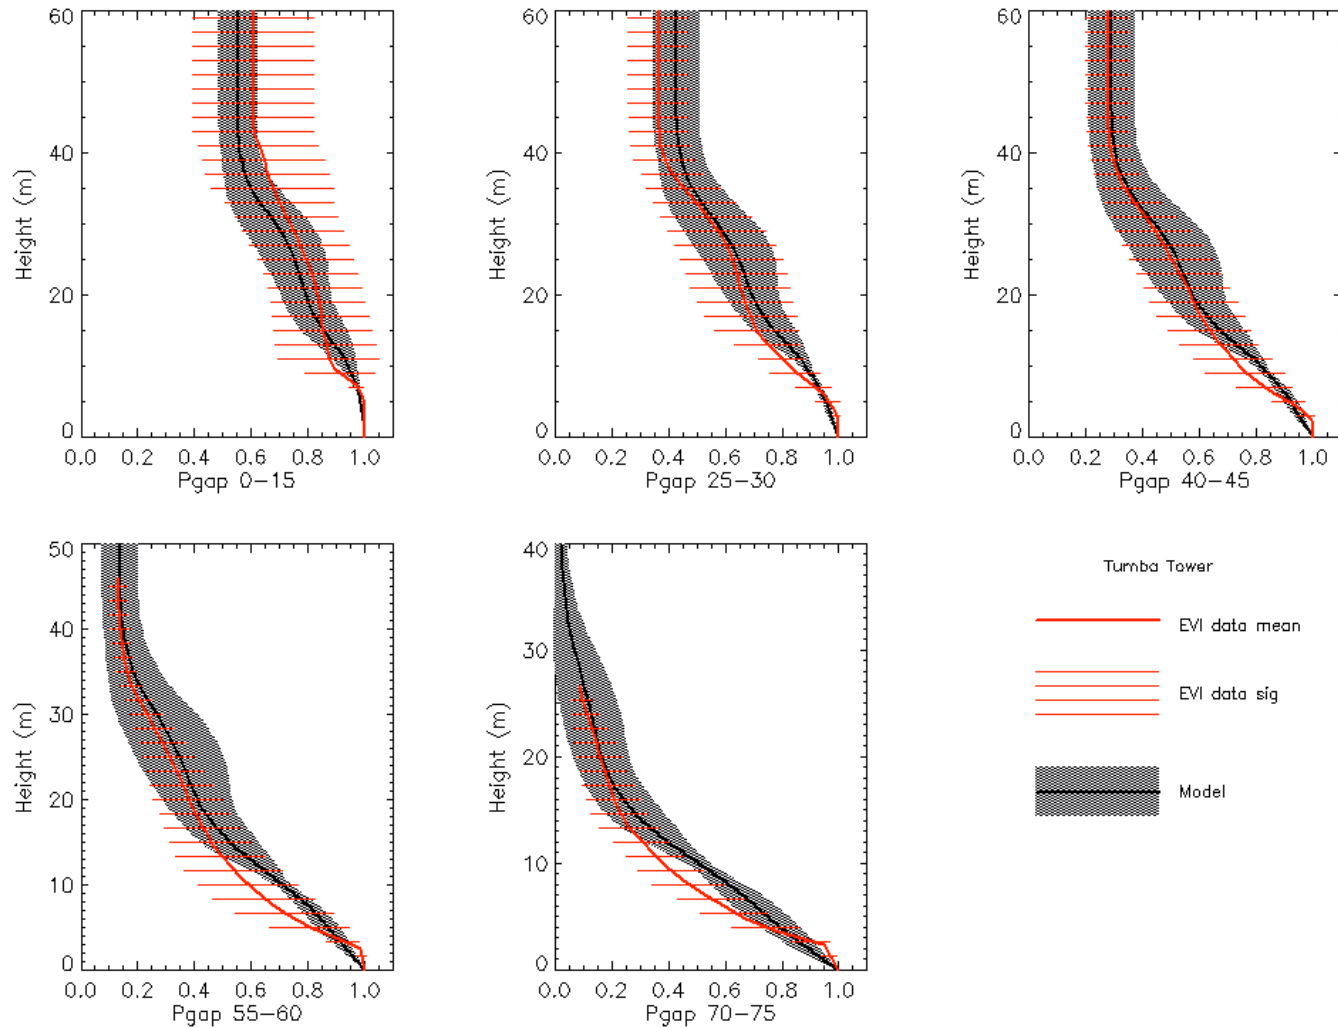 60
40
20
0
Height (m)
0.0 0.2 0.4 0.6 0.8 1.0
Pgap 0-15
60
40
20
0
Height (m)
0.0 0.2 0.4 0.6 0.8 1.0
Pgap 25-30
60
40
20
0
Height (m)
0.0 0.2 0.4 0.6 0.8 1.0
Pgap 40-45
50
40
30
20
10
0
Height (m)
0.0 0.2 0.4 0.6 0.8 1.0
Pgap 55-60
40
30
20
10
0
Height (m)
0.0 0.2 0.4 0.6 0.8 1.0
Pgap 70-75
Tumba Tower
EVI data mean
EVI data sig
Model